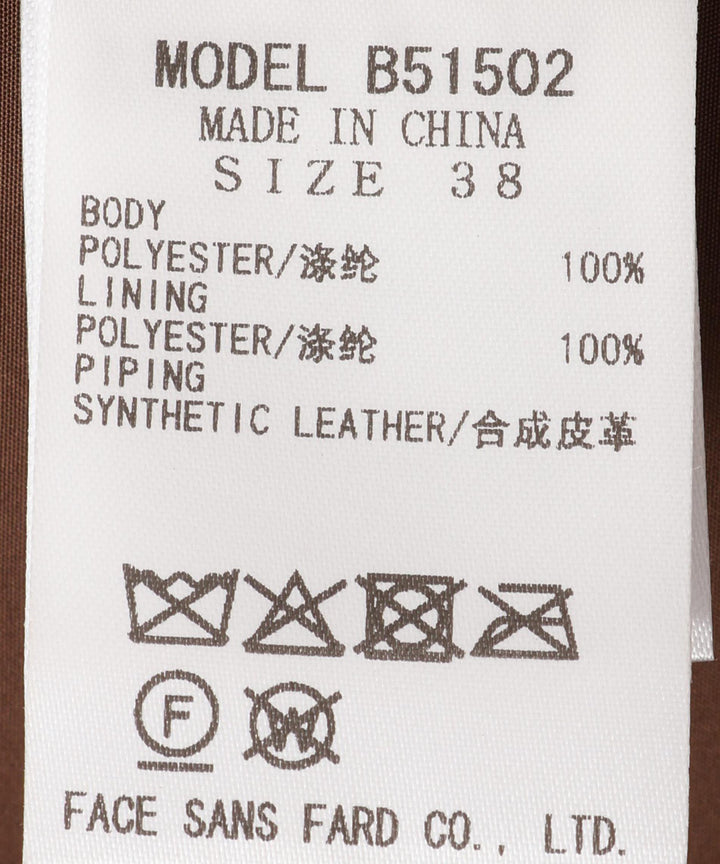 MODEL B51502
MADE IN CHINA
SIZE 38
BODY
POLYESTER/涤纶 100%
LINING
POLYESTER/涤纶 100%
PIPING
SYNTHETIC LEATHER/合成皮革
F
W
FACE SANS FARD CO., LTD.